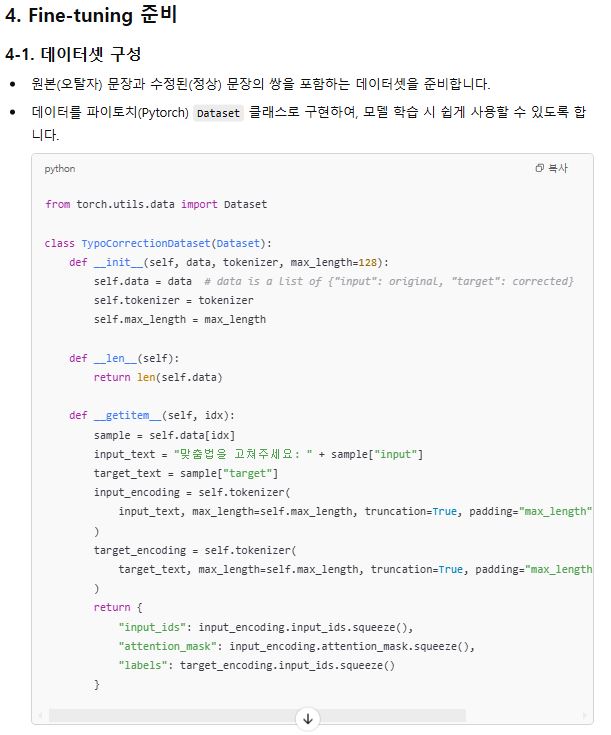 4. Fine-tuning 준비
4-1. 데이터셋 구성
• 원본(오탈자) 문장과 수정된(정상) 문장의 쌍을 포함하는 데이터셋을 준비합니다.
• 데이터를 파이토치(Pytorch) Dataset 클래스로 구현하여, 모델 학습 시 쉽게 사용할 수 있도록 합
니다.
python 복사
from torch.utils.data import Dataset
class TypoCorrectionDataset(Dataset):
    def __init__(self, data, tokenizer, max_length=128):
        self.data = data  # data is a list of {"input": original, "target": corrected}
        self.tokenizer = tokenizer
        self.max_length = max_length
    def __len__(self):
        return len(self.data)
    def __getitem__(self, idx):
        sample = self.data[idx]
        input_text = "맞춤법을 고쳐주세요: " + sample["input"]
        target_text = sample["target"]
        input_encoding = self.tokenizer(
            input_text, max_length=self.max_length, truncation=True, padding="max_length"
        )
        target_encoding = self.tokenizer(
            target_text, max_length=self.max_length, truncation=True, padding="max_length
        )
        return {
            "input_ids": input_encoding.input_ids.squeeze(),
            "attention_mask": input_encoding.attention_mask.squeeze(),
            "labels": target_encoding.input_ids.squeeze()
        }